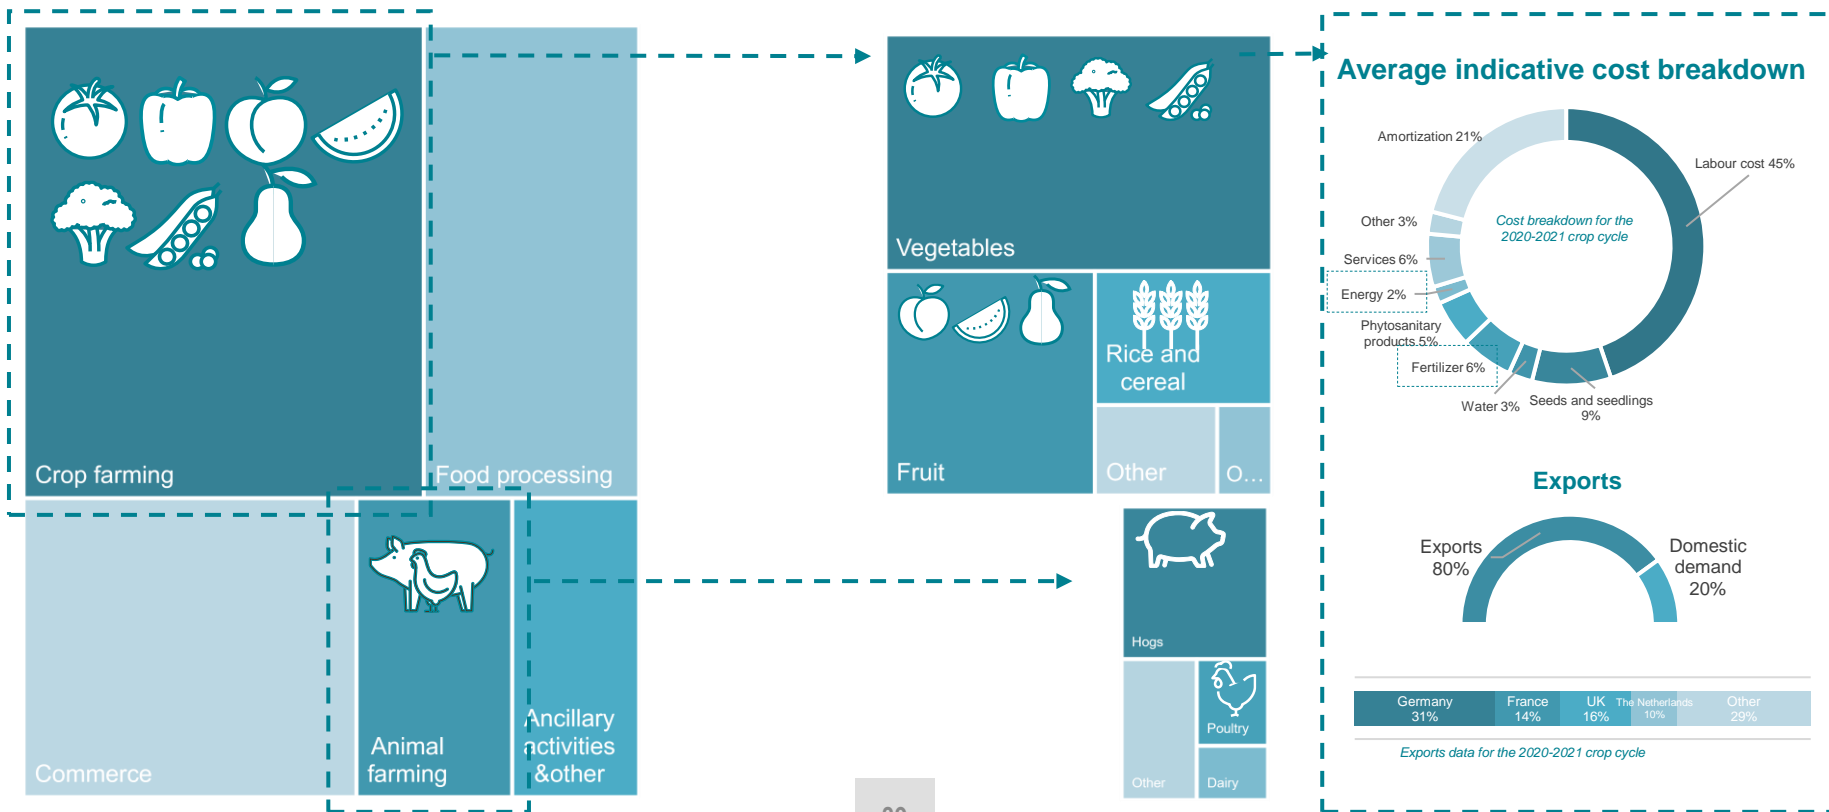 Crop farming
Food processing
Commerce
Animal
farming
Ancillary
activities
&other
Vegetables
Fruit
Rice and
cereal
Other
O...
Hogs
Other
Poultry
Dairy
Average indicative cost breakdown
Amortization 21%
Labour cost 45%
Other 3%
Cost breakdown for the
2020-2021 crop cycle
Services 6%
Energy 2%
Phytosanitary
products 5%
Fertilizer 6%
Water 3%
Seeds and seedlings
9%
Exports
Exports
80%
Domestic
demand
20%
Germany
31%
France
14%
UK
16%
The Netherlands
10%
Other
29%
Exports data for the 2020-2021 crop cycle